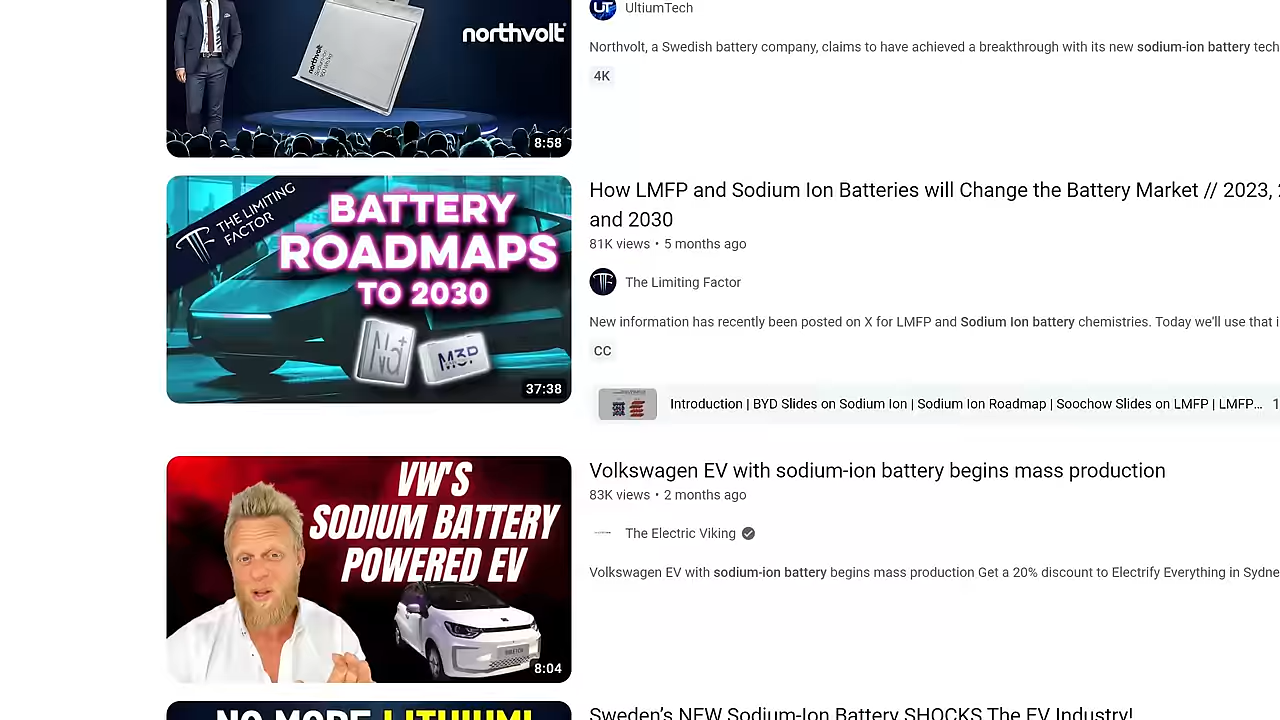 UT
UltiumTech
northvolt
northvolt
Northvolt, a Swedish battery company, claims to have achieved a breakthrough with its new sodium-ion battery tech
4K
8:58
THE LIMITING
FACTOR
BATTERY
ROADMAPS
TO 2030
Na+
M3P
37:38
How LMFP and Sodium Ion Batteries will Change the Battery Market // 2023,
and 2030
81K views • 5 months ago
The Limiting Factor
New information has recently been posted on X for LMFP and Sodium Ion battery chemistries. Today we'll use that i
CC
Introduction | BYD Slides on Sodium Ion | Sodium Ion Roadmap | Soochow Slides on LMFP | LMFP... 1
VW'S
SODIUM BATTERY
POWERED EV
8:04
Volkswagen EV with sodium-ion battery begins mass production
83K views • 2 months ago
The Electric Viking
Volkswagen EV with sodium-ion battery begins mass production Get a 20% discount to Electrify Everything in Sydne
NO MORE LITHIUM!
Sweden's NEW Sodium-Ion Battery SHOCKS The EV Industry!